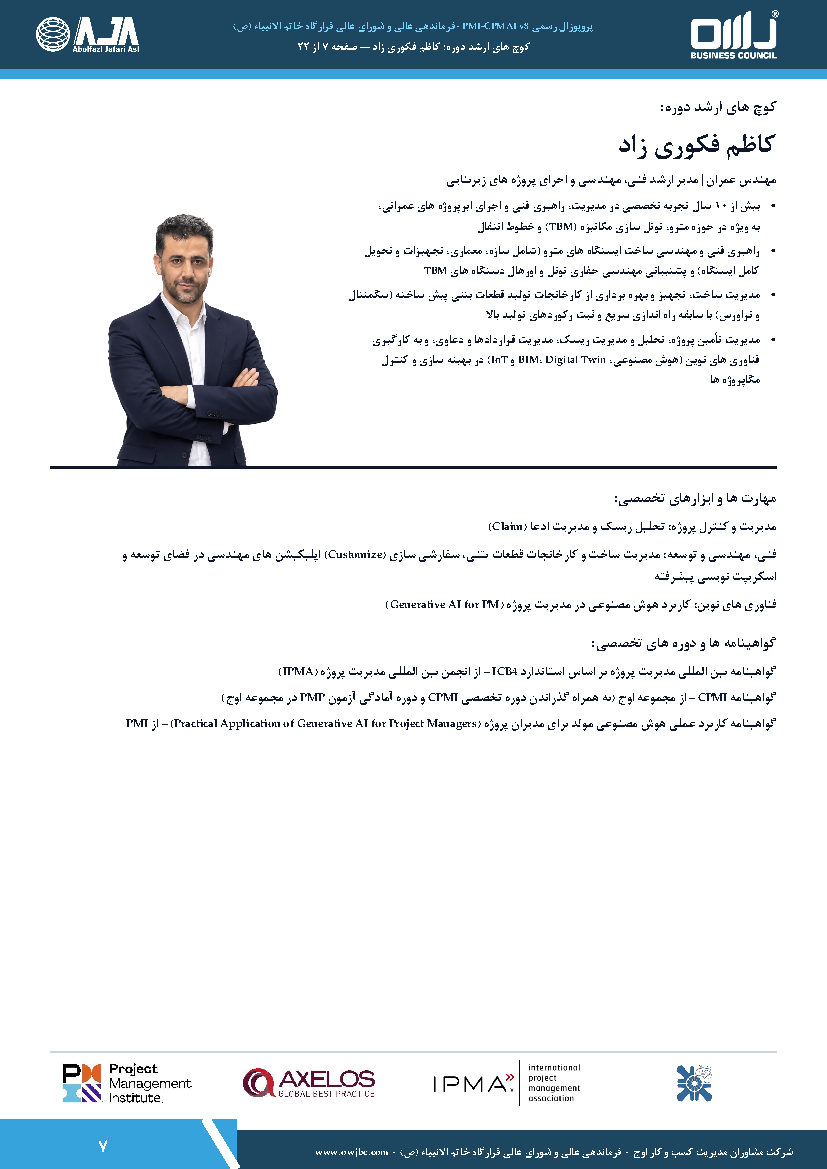 AJA
Abolfazl Jafari Asl
پروپوزال رسمی PMI-CPMAI v8 - فرماندهی عالی و شورای عالی قرارگاه خاتم الانبیاء (ص)
کوچ های ارشد دوره: کاظم فکوری زاد — صفحه ۷ از ۲۲
اوج
BUSINESS COUNCIL
کوچ های ارشد دوره:
کاظم فکوری زاد
مهندس عمران | مدیر ارشد فنی، مهندسی و اجرای پروژه های زیربنایی
• بیش از ۱۰ سال تجربه تخصصی در مدیریت، راهبری فنی و اجرای ابرپروژه های عمرانی،
به ویژه در حوزه مترو، تونل سازی مکانیزه (TBM) و خطوط انتقال
• راهبری فنی و مهندسی ساخت ایستگاه های مترو (شامل سازه، معماری، تجهیزات و تحویل
کامل ایستگاه) و پشتیبانی مهندسی حفاری تونل و اورهال دستگاه های TBM
• مدیریت ساخت، تجهیز و بهره برداری از کارخانجات تولید قطعات بتنی پیش ساخته (سگمنتال
و تراورس) با سابقه راه اندازی سریع و ثبت رکوردهای تولید بالا
• مدیریت تأمین پروژه، تحلیل و مدیریت ریسک، مدیریت قراردادها و دعاوی، و به کارگیری
فناوری های نوین (هوش مصنوعی، BIM، Digital Twin و IoT) در بهینه سازی و کنترل
مگاپروژه ها
مهارت ها و ابزارهای تخصصی:
مدیریت و کنترل پروژه: تحلیل ریسک و مدیریت ادعا (Claim)
فنی، مهندسی و توسعه: مدیریت ساخت و کارخانجات قطعات بتنی، سفارشی سازی (Customize) اپلیکیشن های مهندسی در فضای توسعه و
اسکریپت نویسی پیشرفته
فناوری های نوین: کاربرد هوش مصنوعی در مدیریت پروژه (Generative AI for PM)
گواهینامه ها و دوره های تخصصی:
گواهینامه بین المللی مدیریت پروژه بر اساس استاندارد ICB4 – از انجمن بین المللی مدیریت پروژه (IPMA)
گواهینامه CPMI – از مجموعه اوج (به همراه گذراندن دوره تخصصی CPMI و دوره آمادگی آزمون PMP در مجموعه اوج)
گواهینامه کاربرد عملی هوش مصنوعی مولد برای مدیران پروژه (Practical Application of Generative AI for Project Managers) – از PMI
Project
Management
Institute.
AXELOS
GLOBAL BEST PRACTICE
IPMA
international
project
management
association
۷
شرکت مشاوران مدیریت کسب و کار اوج - فرماندهی عالی و شورای عالی قرارگاه خاتم الانبیاء (ص) - www.owjbc.com